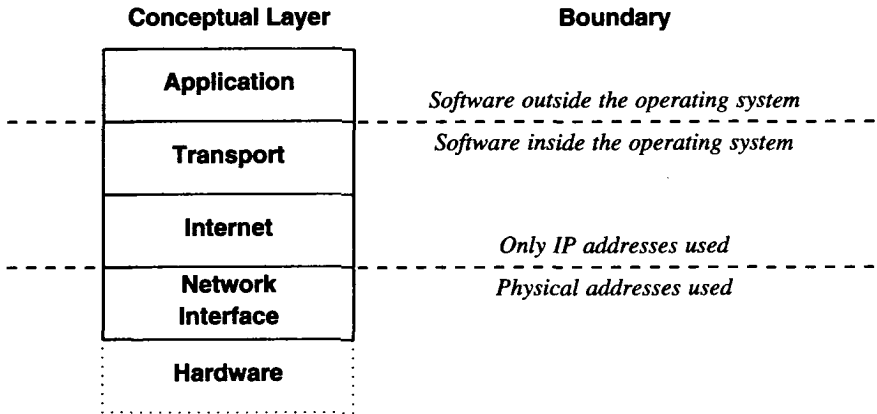 Conceptual Layer Boundary
Application
Software outside the operating system
Transport
Software inside the operating system
Internet
Only IP addresses used
Network
Interface
Physical addresses used
Hardware